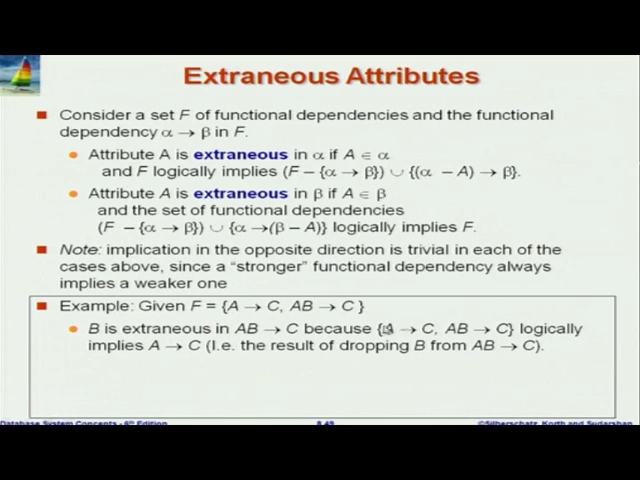 Extraneous Attributes
Consider a set F of functional dependencies and the functional
dependency α → β in F.
Attribute A is extraneous in α if A ∈ α
and F logically implies (F – {α → β}) ∪ {(α – A) → β}.
Attribute A is extraneous in β if A ∈ β
and the set of functional dependencies
(F – {α → β}) ∪ {α →(β – A)} logically implies F.
Note: implication in the opposite direction is trivial in each of the
cases above, since a “stronger” functional dependency always
implies a weaker one
Example: Given F = {A → C, AB → C }
B is extraneous in AB → C because { → C, AB → C} logically
implies A → C (I.e. the result of dropping B from AB → C).
Database System Concepts - 6th Edition
8.49
©Silberschatz, Korth and Sudarshan